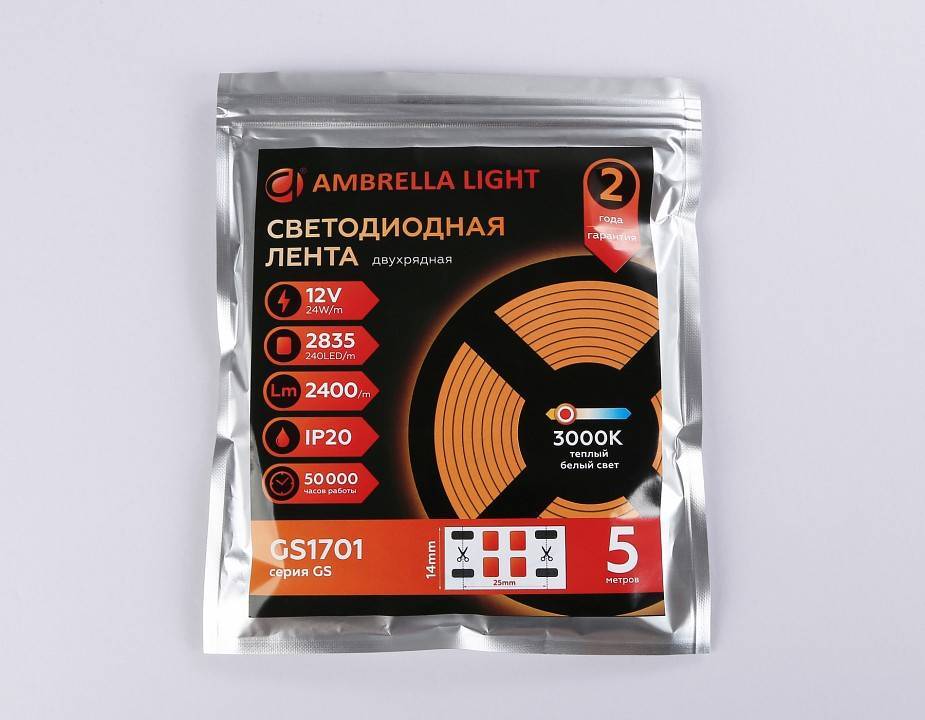 AMBRELLA LIGHT
2
года
гарантия
СВЕТОДИОДНАЯ
ЛЕНТА двухрядная
12V
24W/m
2835
240LED/m
Lm 2400/m
IP20
50 000
часов работы
3000K
теплый
белый свет
GS1701
серия GS
14mm
25mm
5
метров